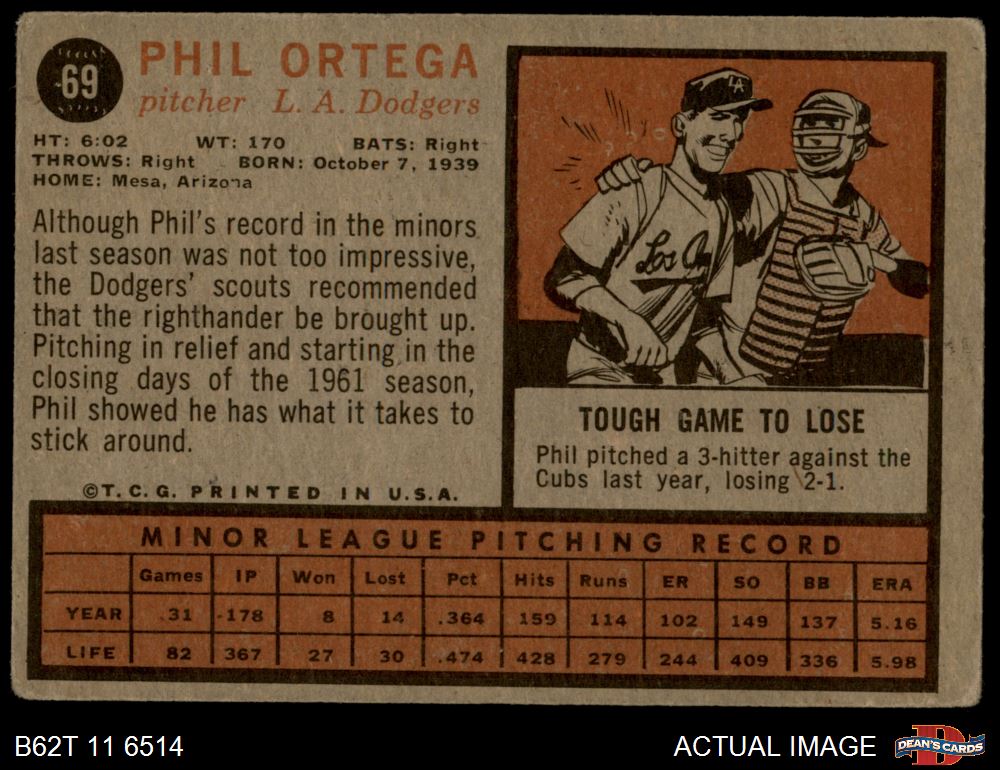 69
PHIL ORTEGA
pitcher L. A. Dodgers
HT: 6:02 WT: 170 BATS: Right
THROWS: Right BORN: October 7, 1939
HOME: Mesa, Arizona
Although Phil's record in the minors
last season was not too impressive,
the Dodgers' scouts recommended
that the righthander be brought up.
Pitching in relief and starting in the
closing days of the 1961 season,
Phil showed he has what it takes to
stick around.
©T. C. G. PRINTED IN U.S.A.
LA
Los An
TOUGH GAME TO LOSE
Phil pitched a 3-hitter against the
Cubs last year, losing 2-1.
MINOR LEAGUE PITCHING RECORD
Games IP Won Lost Pct Hits Runs ER SO BB ERA
YEAR 31 178 8 14 .364 159 114 102 149 137 5.16
LIFE 82 367 27 30 .474 428 279 244 409 336 5.98
B62T 11 6514
ACTUAL IMAGE
D
DEAN'S CARDS